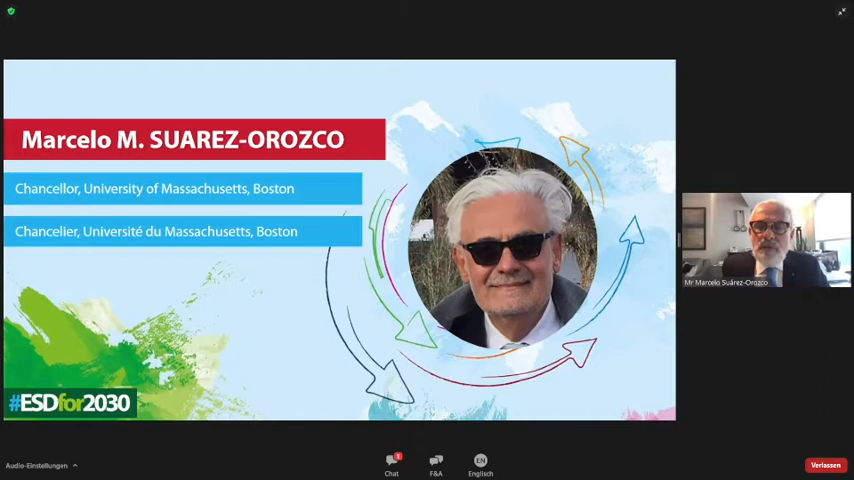 Marcelo M. SUAREZ-OROZCO
Chancellor, University of Massachusetts, Boston
Chancelier, Université du Massachusetts, Boston
Mr Marcelo Suárez-Orozco
#ESDfor2030
Audio-Einstellungen
1
Chat
F&A
EN
Englisch
Verlassen